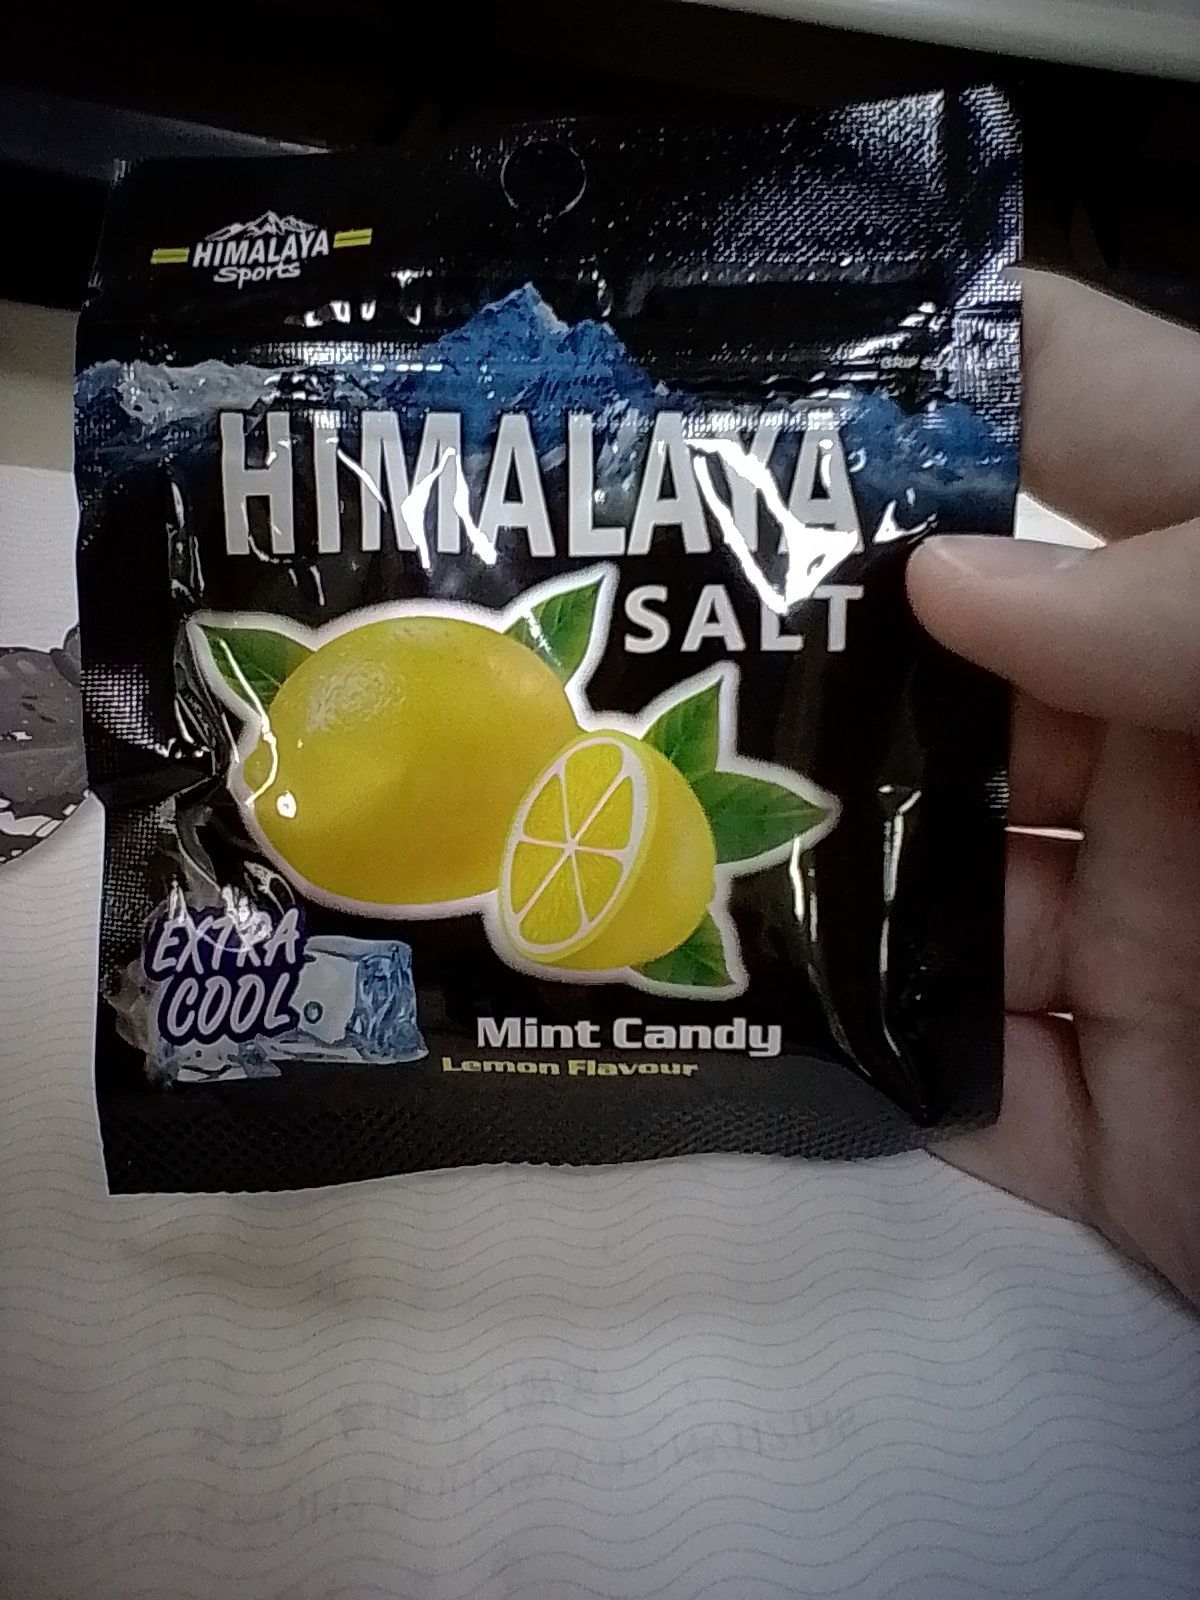 HIMALAYA
Sports
HIMALAYA
SALT
EXTRA
COOL
Mint Candy
Lemon Flavour